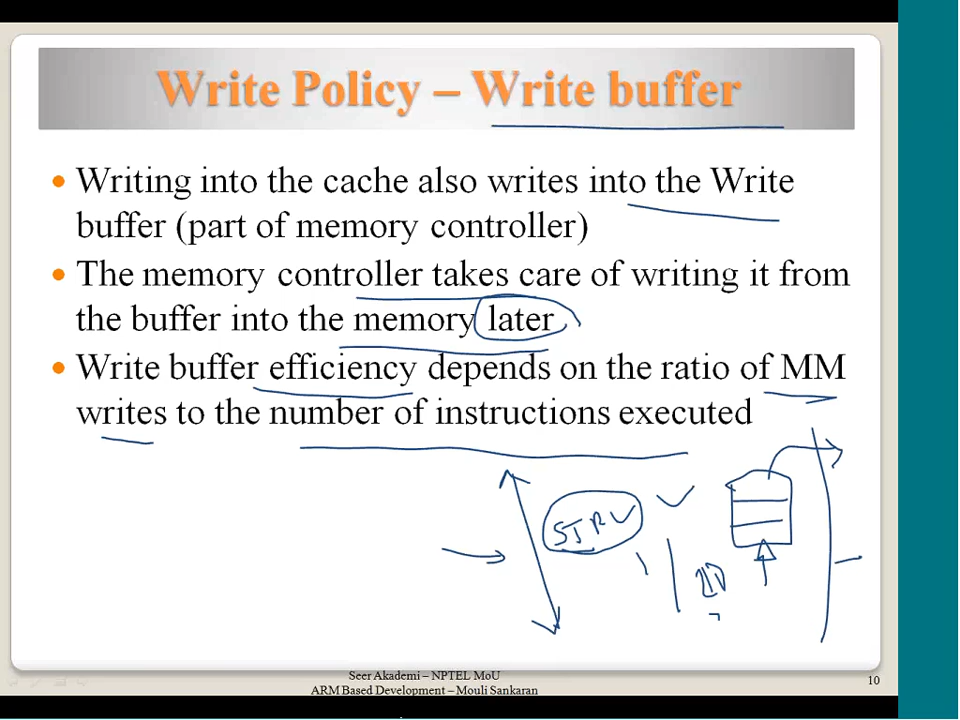 Write Policy – Write buffer
• Writing into the cache also writes into the Write
buffer (part of memory controller)
• The memory controller takes care of writing it from
the buffer into the memory later
• Write buffer efficiency depends on the ratio of MM
writes to the number of instructions executed
STR
Seer Akademi – NPTEL MoU
ARM Based Development – Mouli Sankaran
10